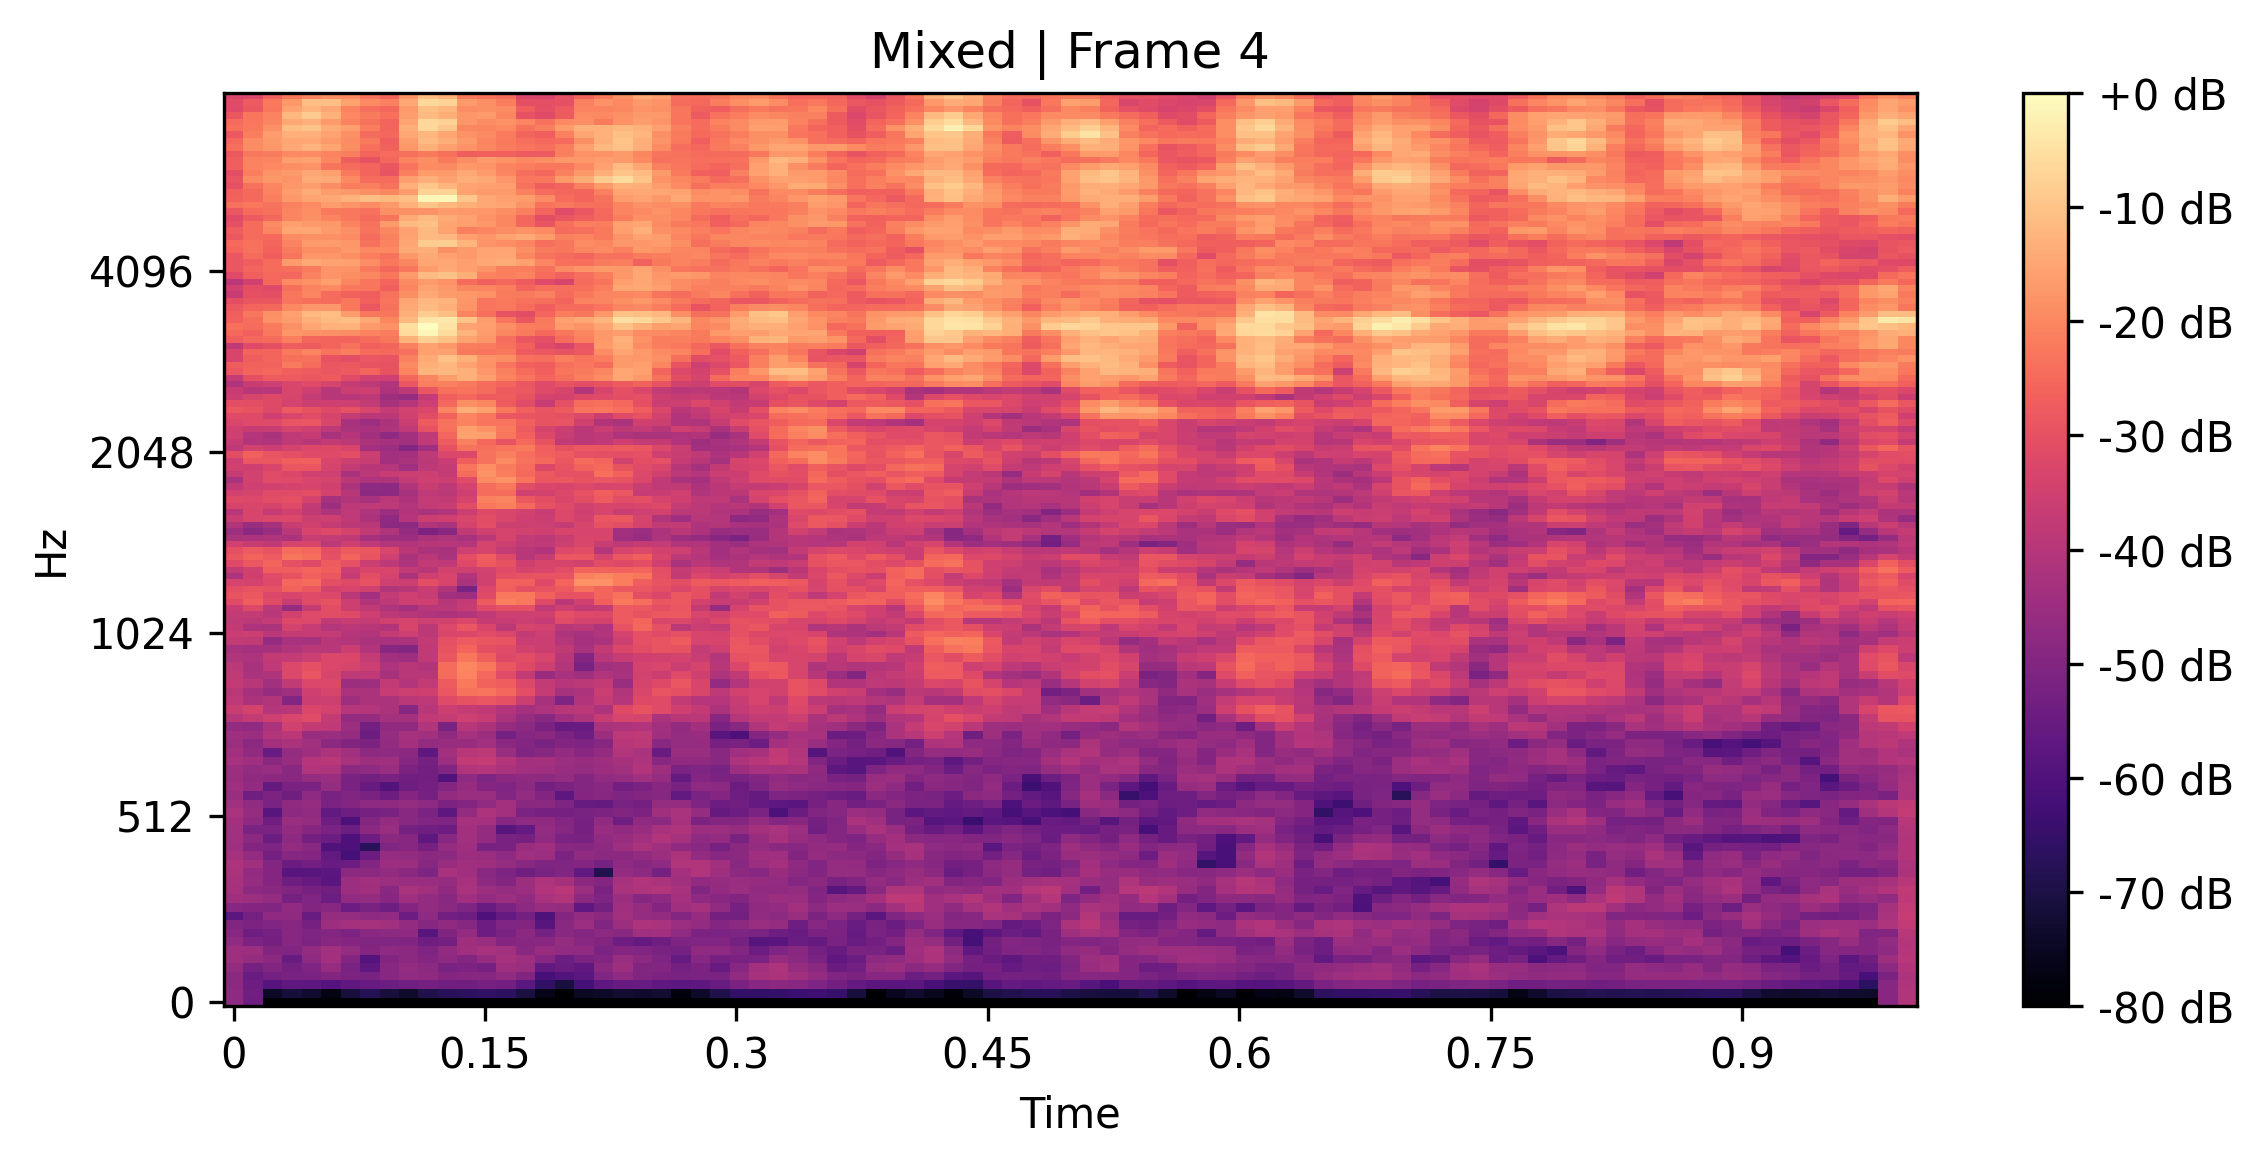 Mixed | Frame 4
Hz
4096
2048
1024
512
0
0 0.15 0.3 0.45 0.6 0.75 0.9
Time
+0 dB
-10 dB
-20 dB
-30 dB
-40 dB
-50 dB
-60 dB
-70 dB
-80 dB